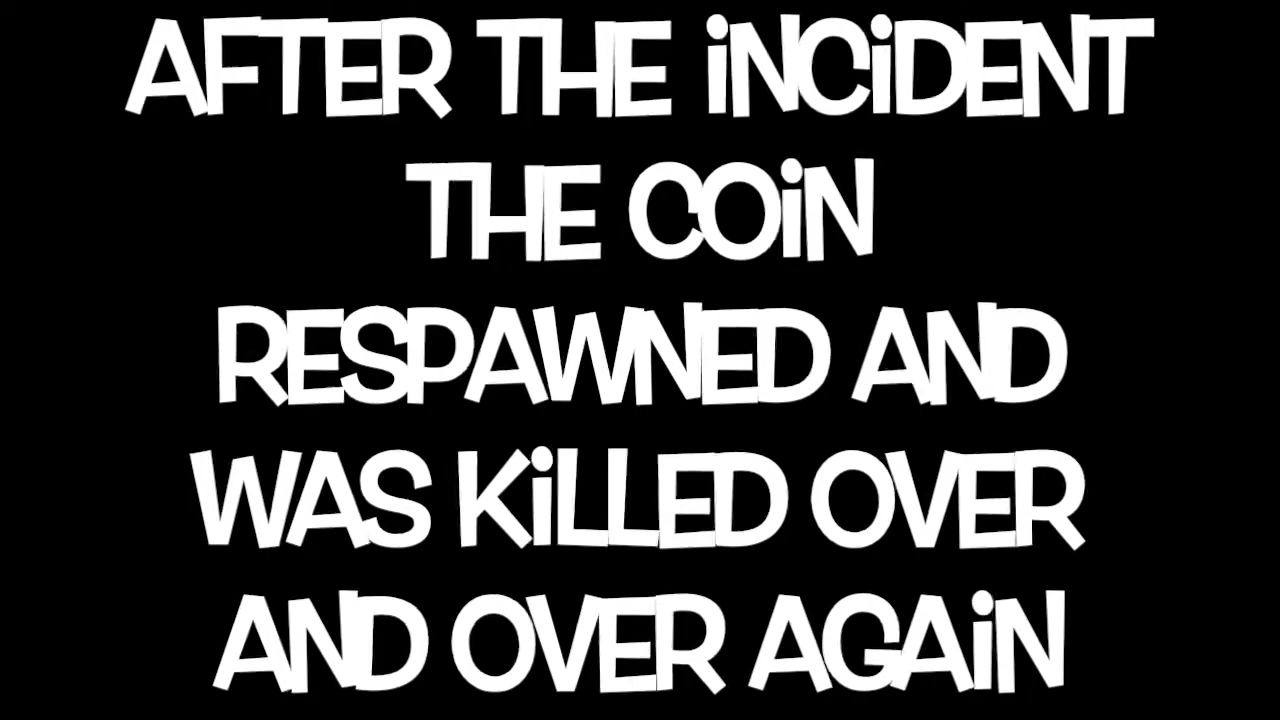 AFTER THE iNCiDENT
THE COiN
RESPAWNED AND
WAS KiLLED OVER
AND OVER AGAiN